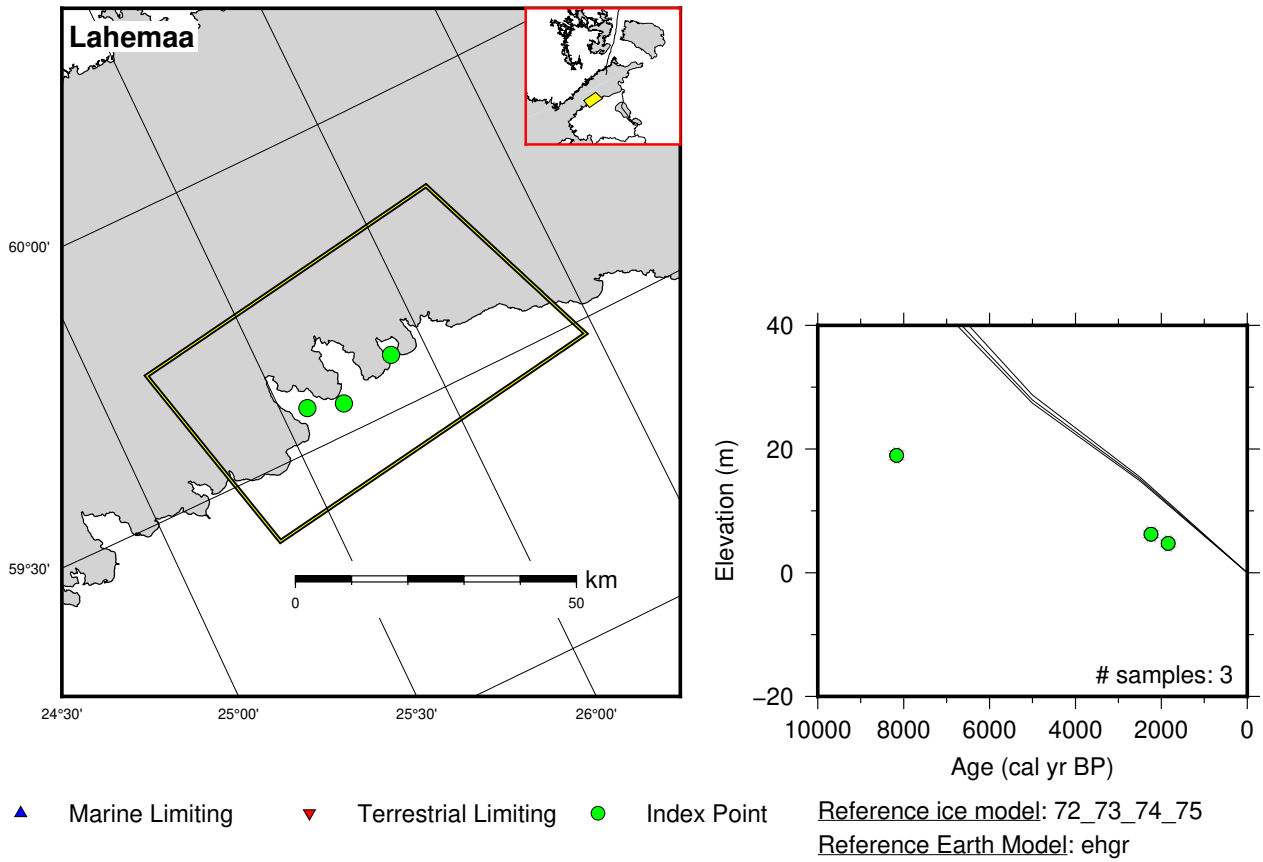 Lahemaa
60°00'
59°30'
24°30'
25°00'
25°30'
26°00'
km
0
50
40
20
0
−20
Elevation (m)
# samples: 3
10000
8000
6000
4000
2000
0
Age (cal yr BP)
Marine Limiting
Terrestrial Limiting
Index Point
Reference ice model: 72_73_74_75
Reference Earth Model: ehgr